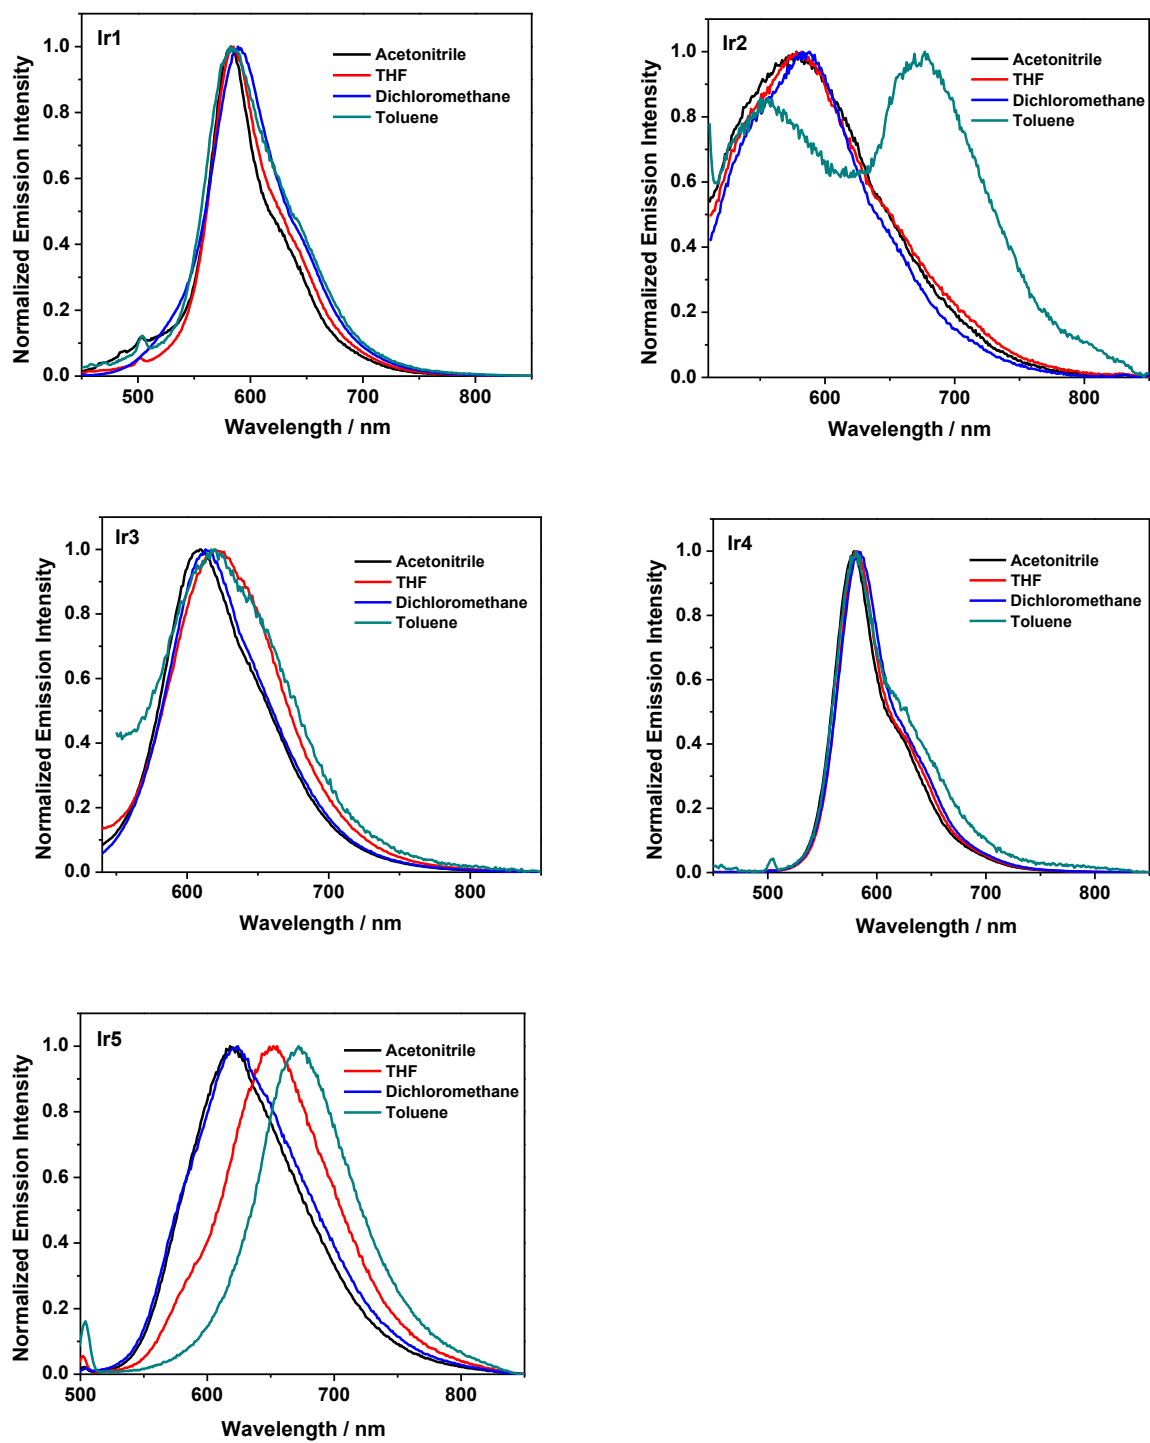 Ir1
Acetonitrile
THF
Dichloromethane
Toluene
Normalized Emission Intensity
1.0
0.8
0.6
0.4
0.2
0.0
500
600
700
800
Wavelength / nm
Ir2
Acetonitrile
THF
Dichloromethane
Toluene
Normalized Emission Intensity
1.0
0.8
0.6
0.4
0.2
0.0
600
700
800
Wavelength / nm
Ir3
Acetonitrile
THF
Dichloromethane
Toluene
Normalized Emission Intensity
1.0
0.8
0.6
0.4
0.2
0.0
600
700
800
Wavelength / nm
Ir4
Acetonitrile
THF
Dichloromethane
Toluene
Normalized Emission Intensity
1.0
0.8
0.6
0.4
0.2
0.0
500
600
700
800
Wavelength / nm
Ir5
Acetonitrile
THF
Dichloromethane
Toluene
Normalized Emission Intensity
1.0
0.8
0.6
0.4
0.2
0.0
500
600
700
800
Wavelength / nm